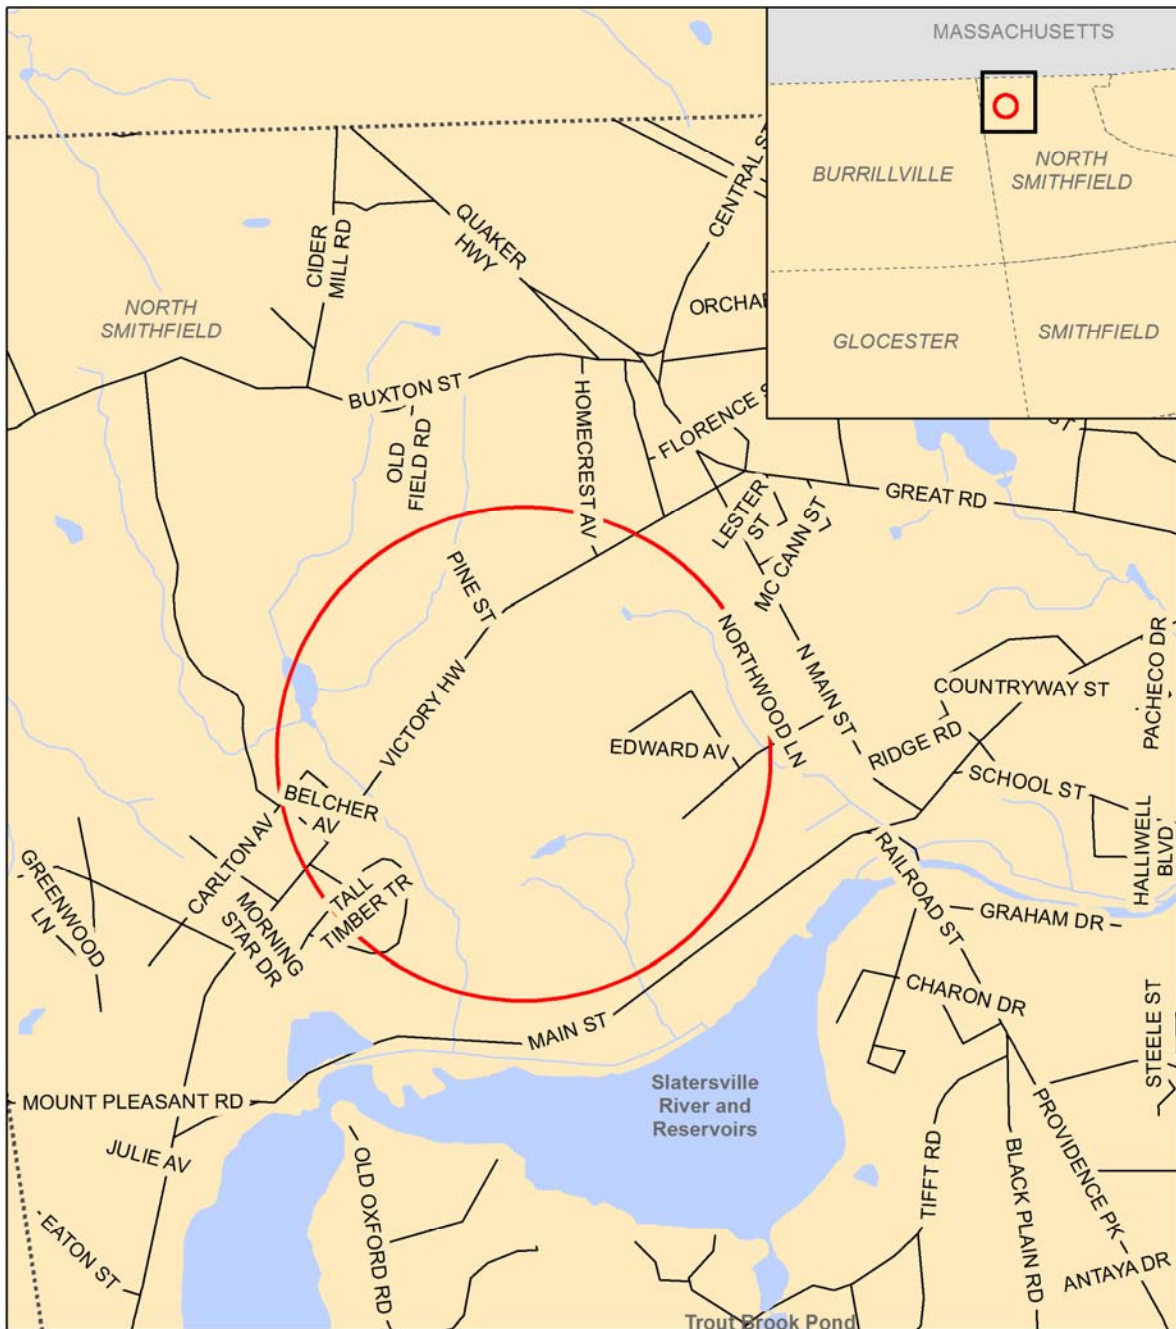 MASSACHUSETTS
BURRILLVILLE
NORTH
SMITHFIELD
GLOCESTER
SMITHFIELD
CENTRAL ST
QUAKER
HWY
CIDER
MILL RD
NORTH
SMITHFIELD
ORCHAR
BUXTON ST
HOMECREST AV
FLORENCE S
ST
OLD
FIELD RD
GREAT RD
LESTER
ST
MC CANN ST
PINE ST
NORTHWOOD LN
N MAIN ST
PACHECO DR
COUNTRYWAY ST
VICTORY HW
EDWARD AV
RIDGE RD
SCHOOL ST
BELCHER
AV
CARLTON AV
HALLIWELL
BLVD
RAILROAD ST
GREENWOOD
LN
MORNING
STAR DR
TALL
TIMBER TR
GRAHAM DR
CHARON DR
MAIN ST
STEELE ST
Slatersville
River and
Reservoirs
MOUNT PLEASANT RD
JULIE AV
PROVIDENCE PK
TIFFT RD
BLACK PLAIN RD
OLD OXFORD RD
EATON ST
ANTAYA DR
Trout Brook Pond